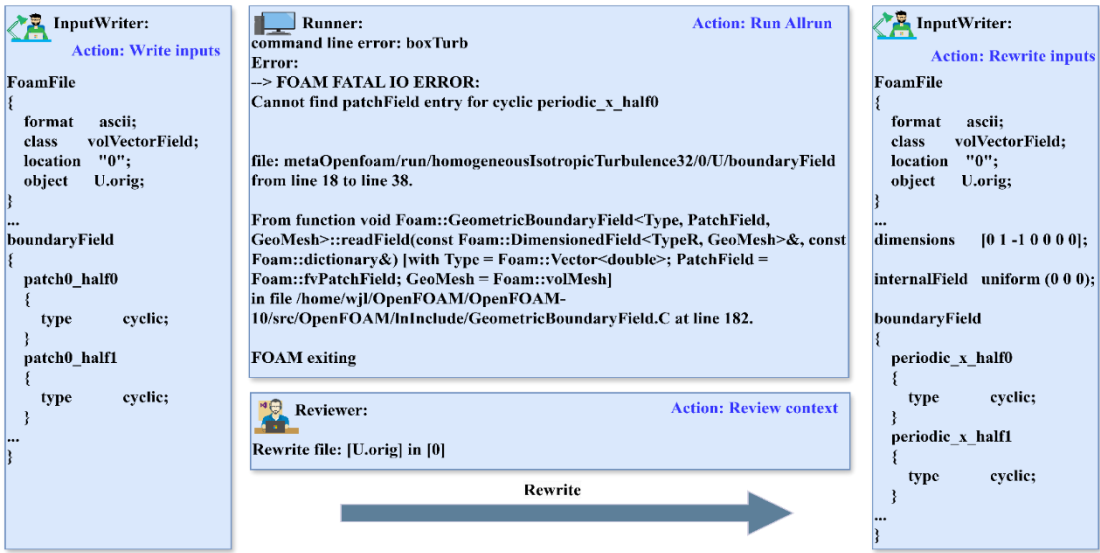 InputWriter:
Action: Write inputs
FoamFile
{
format ascii;
class volVectorField;
location "0";
object U.orig;
}
...
boundaryField
{
patch0_half0
{
type cyclic;
}
patch0_half1
{
type cyclic;
}
...
}
Runner:
Action: Run Allrun
command line error: boxTurb
Error:
--> FOAM FATAL IO ERROR:
Cannot find patchField entry for cyclic periodic_x_half0
file: metaOpenfoam/run/homogeneousIsotropicTurbulence32/0/U/boundaryField
from line 18 to line 38.
From function void Foam::GeometricBoundaryField<Type, PatchField,
GeoMesh>::readField(const Foam::DimensionedField<TypeR, GeoMesh>&, const
Foam::dictionary&) [with Type = Foam::Vector<double>; PatchField =
Foam::fvPatchField; GeoMesh = Foam::volMesh]
in file /home/wjl/OpenFOAM/OpenFOAM-
10/src/OpenFOAM/lnInclude/GeometricBoundaryField.C at line 182.
FOAM exiting
Reviewer:
Action: Review context
Rewrite file: [U.orig] in [0]
Rewrite
InputWriter:
Action: Rewrite inputs
FoamFile
{
format ascii;
class volVectorField;
location "0";
object U.orig;
}
...
dimensions [0 1 -1 0 0 0 0];
internalField uniform (0 0 0);
boundaryField
{
periodic_x_half0
{
type cyclic;
}
periodic_x_half1
{
type cyclic;
}
...
}